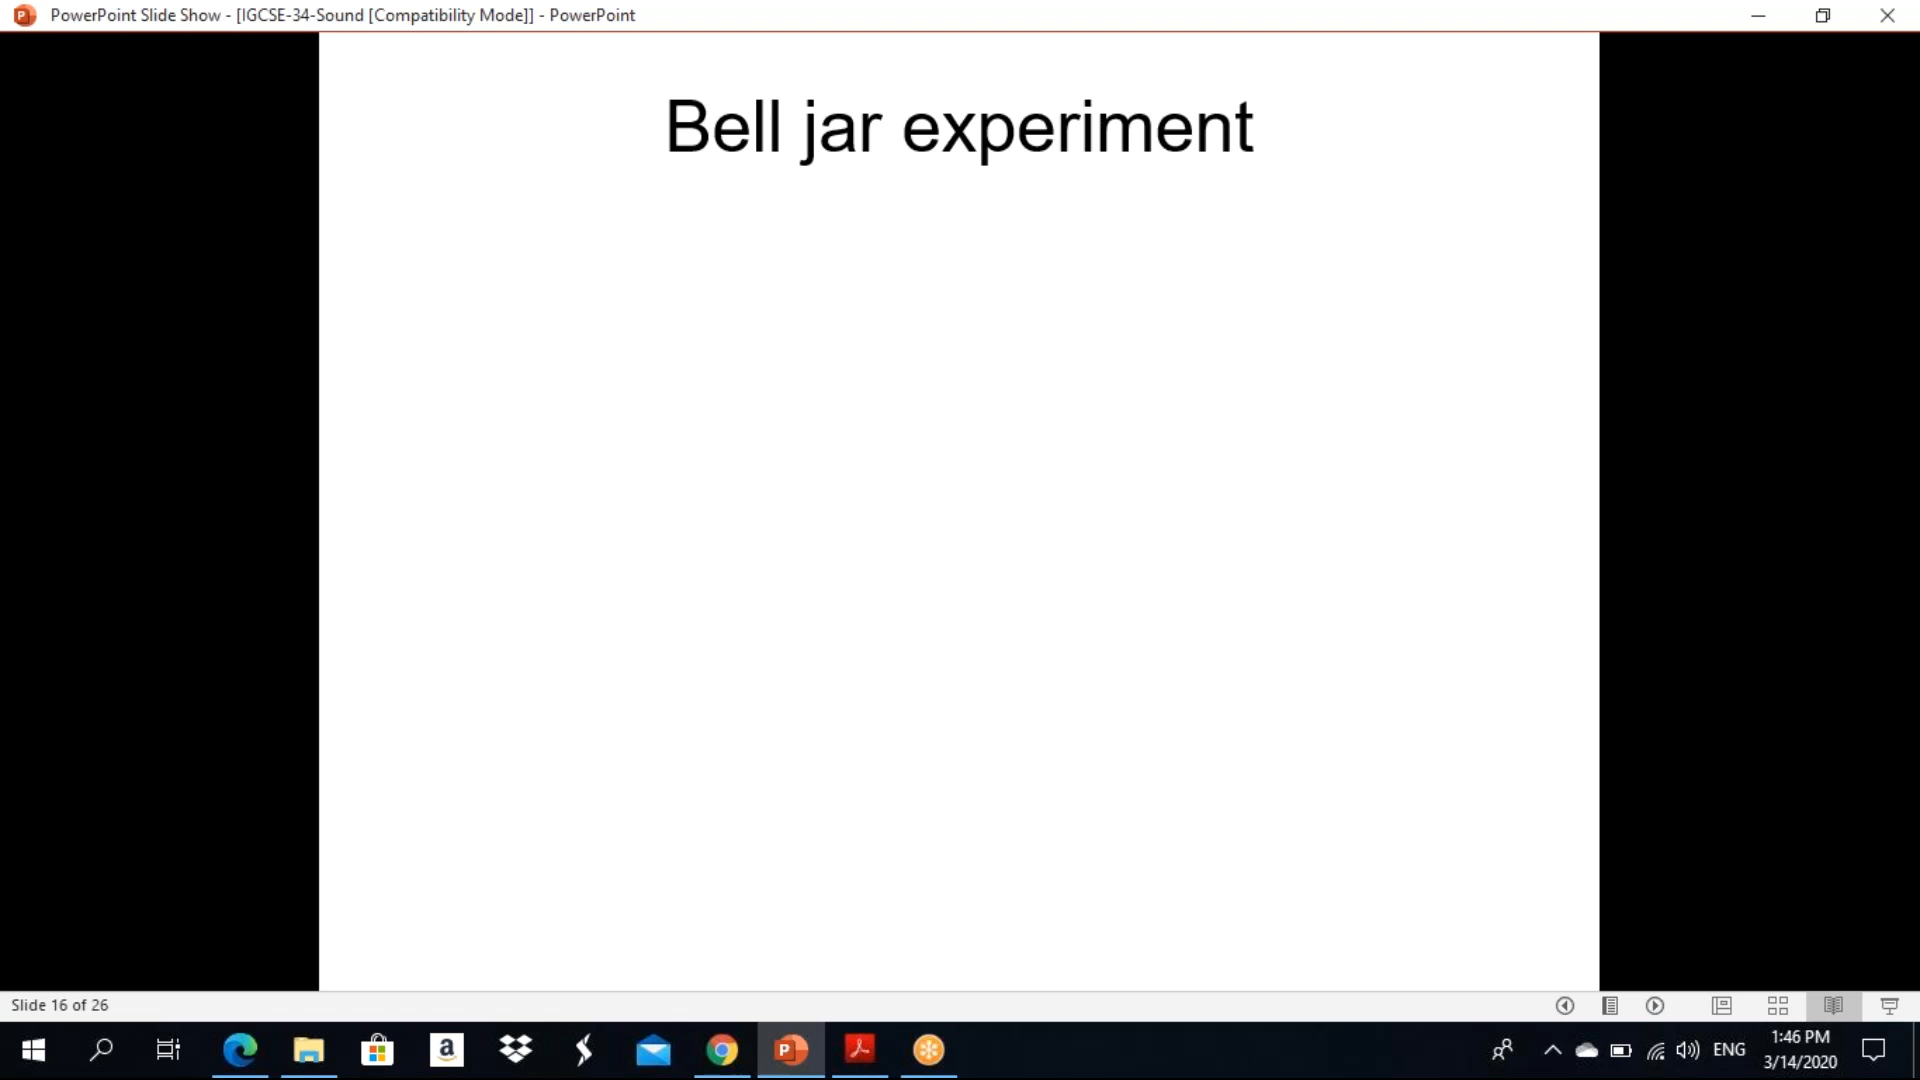 PowerPoint Slide Show - [IGCSE-34-Sound [Compatibility Mode]] - PowerPoint
Bell jar experiment
Slide 16 of 26
ENG
1:46 PM
3/14/2020